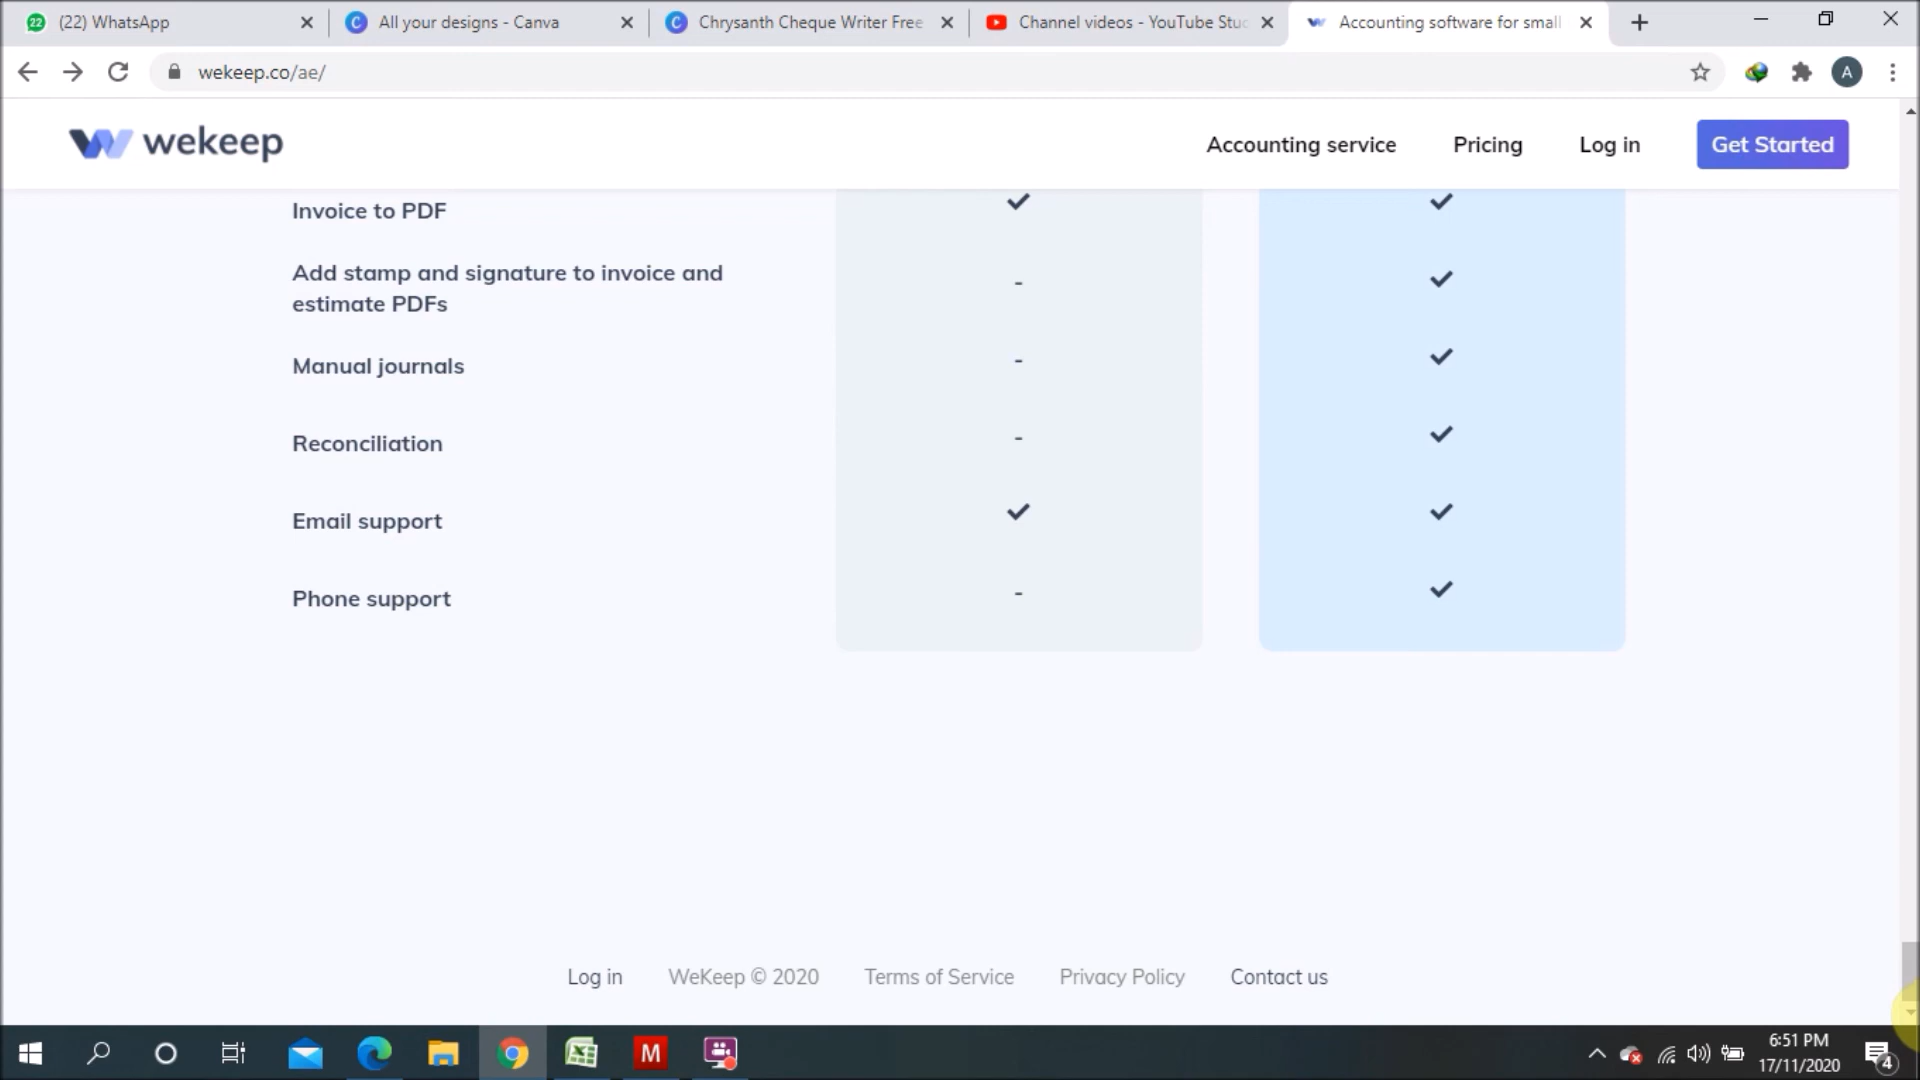 22 (22) WhatsApp
All your designs - Canva
Chrysanth Cheque Writer Free
Channel videos - YouTube Stu
Accounting software for small
wekeep.co/ae/
A
wekeep
Accounting service
Pricing
Log in
Get Started
Invoice to PDF
Add stamp and signature to invoice and
-
estimate PDFs
Manual journals
-
Reconciliation
-
Email support
Phone support
-
Log in
WeKeep © 2020
Terms of Service
Privacy Policy
Contact us
M
6:51 PM
17/11/2020
4